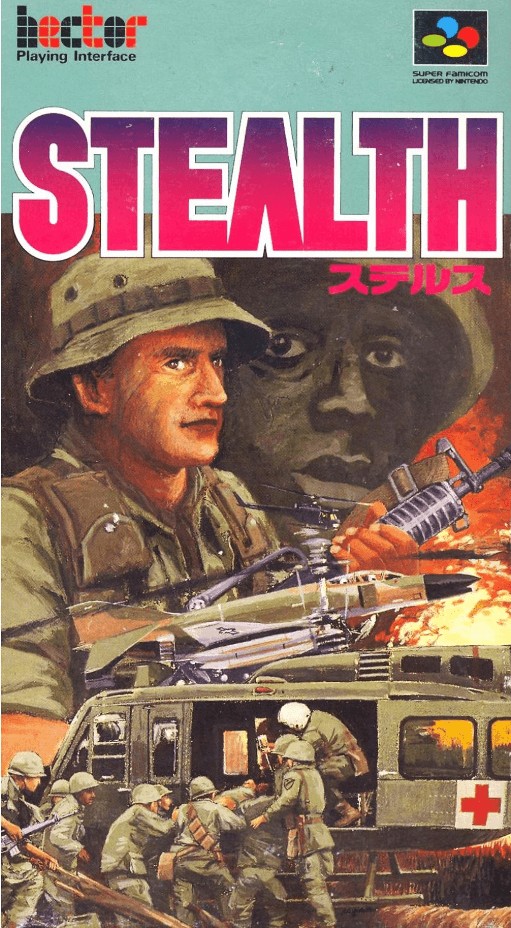 hector
Playing Interface
SUPER FAMICOM
LICENSED BY NINTENDO
STEALTH
ステルス